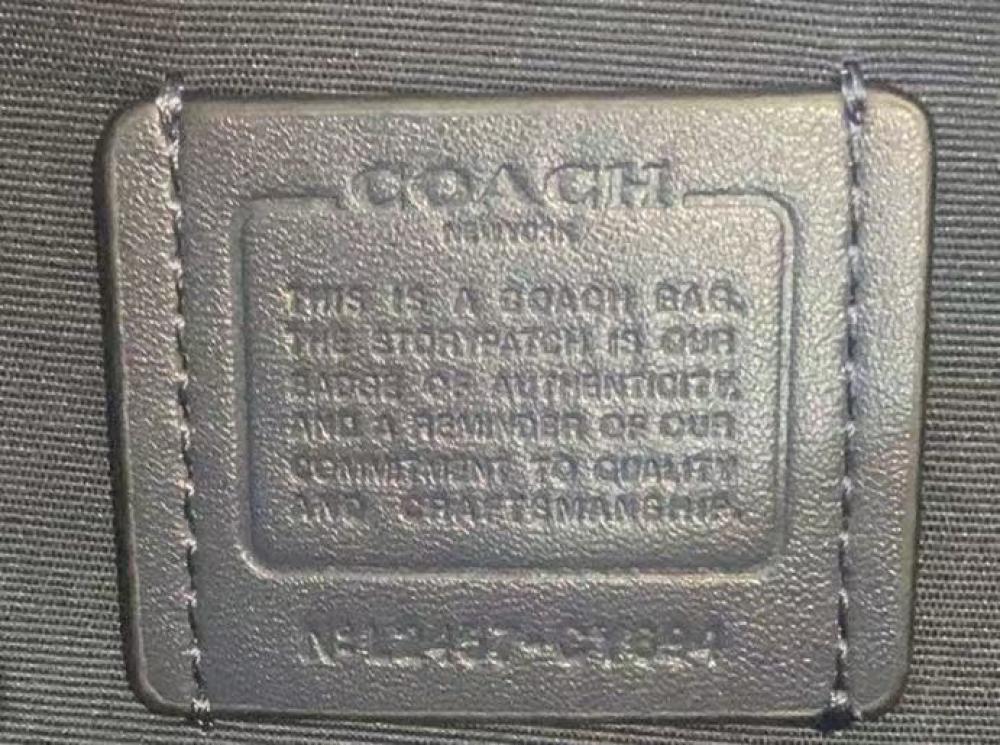 COACH
NEW YORK
THIS IS A COACH BAG.
THE STORYPATCH IS OUR
BADGE OF AUTHENTICITY,
AND A REMINDER OF OUR
COMMITMENT TO QUALITY
AND CRAFTSMANSHIP.